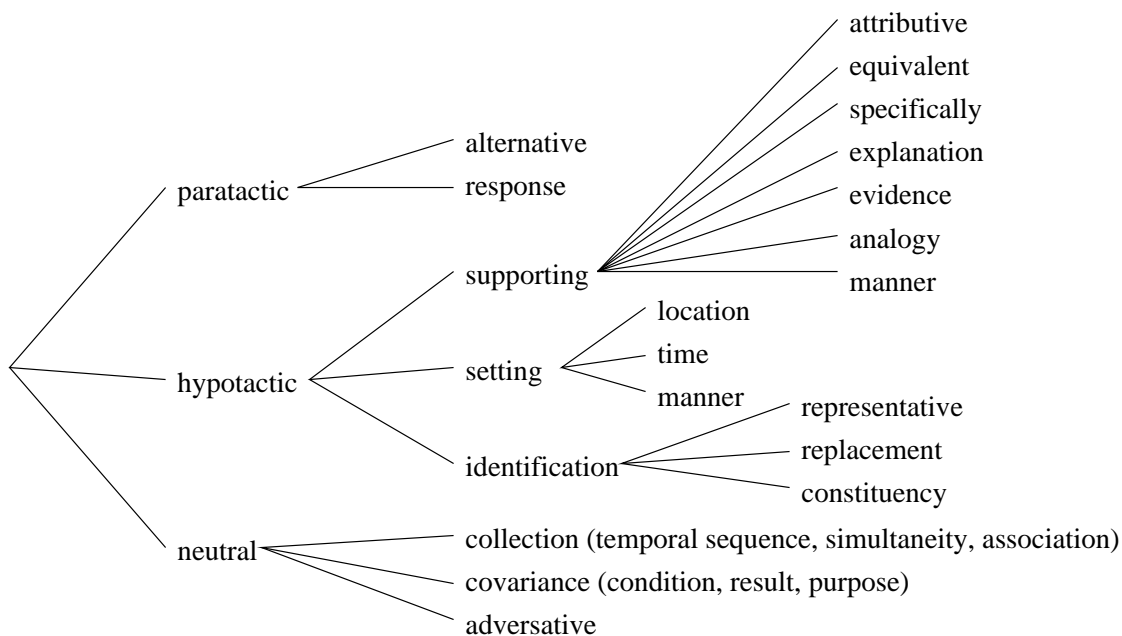 attributive
equivalent
specifically
explanation
evidence
analogy
manner
alternative
response
paratactic
supporting
location
time
manner
setting
hypotactic
representative
replacement
constituency
identification
neutral
collection (temporal sequence, simultaneity, association)
covariance (condition, result, purpose)
adversative